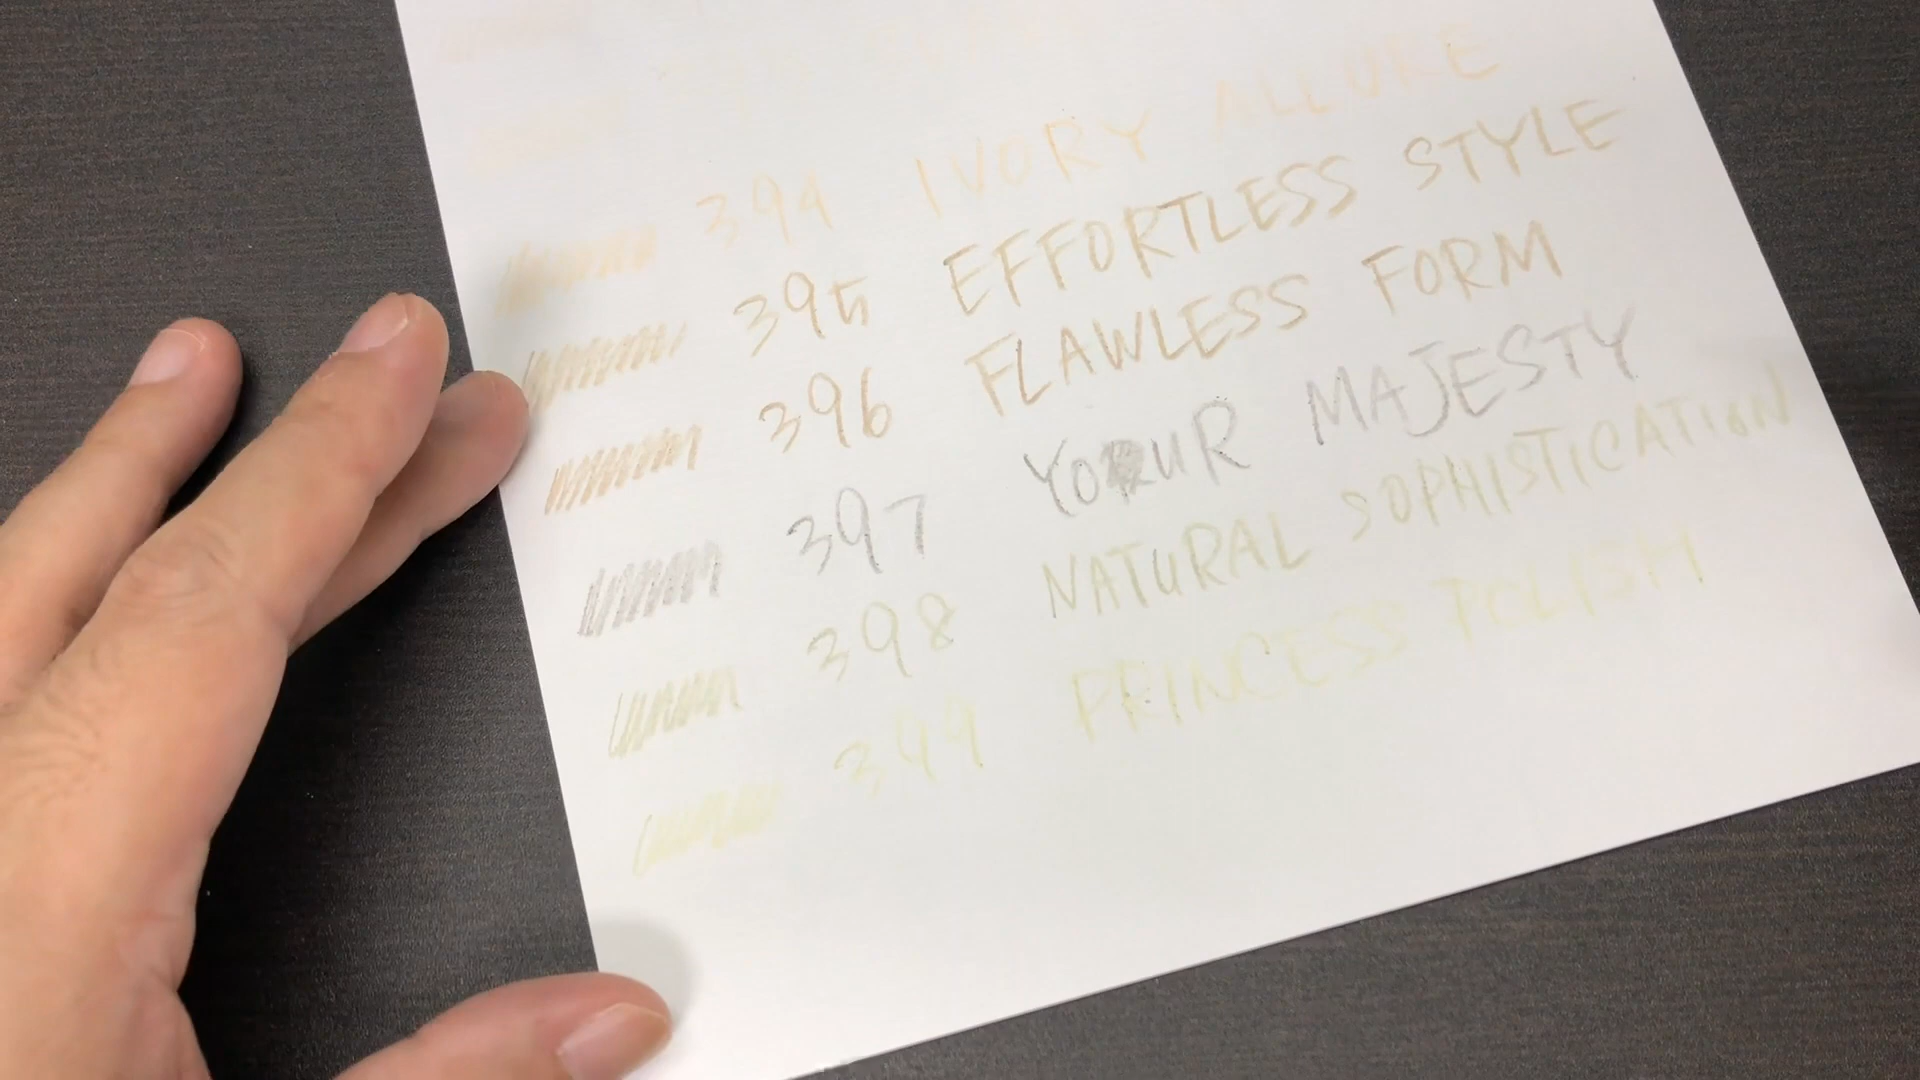 394 IVORY ALLURE
395 EFFORTLESS STYLE
396 FLAWLESS FORM
397 YOUR MAJESTY
398 NATURAL SOPHISTICATION
399 PRINCESS POLISH